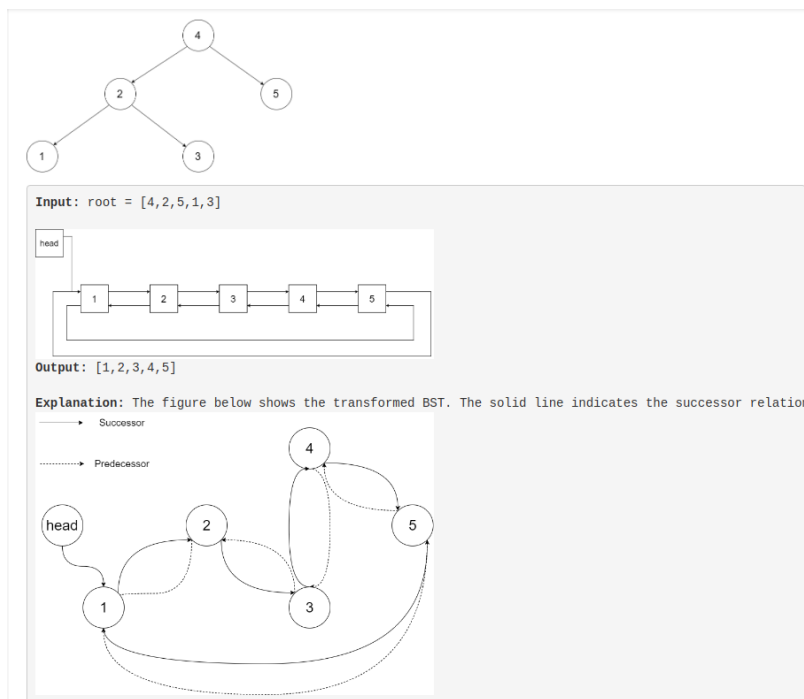 4
2
5
1
3
Input: root = [4,2,5,1,3]
head
1 2 3 4 5
Output: [1,2,3,4,5]
Explanation: The figure below shows the transformed BST. The solid line indicates the successor
Successor
4
Predecessor
head
2
5
1
3